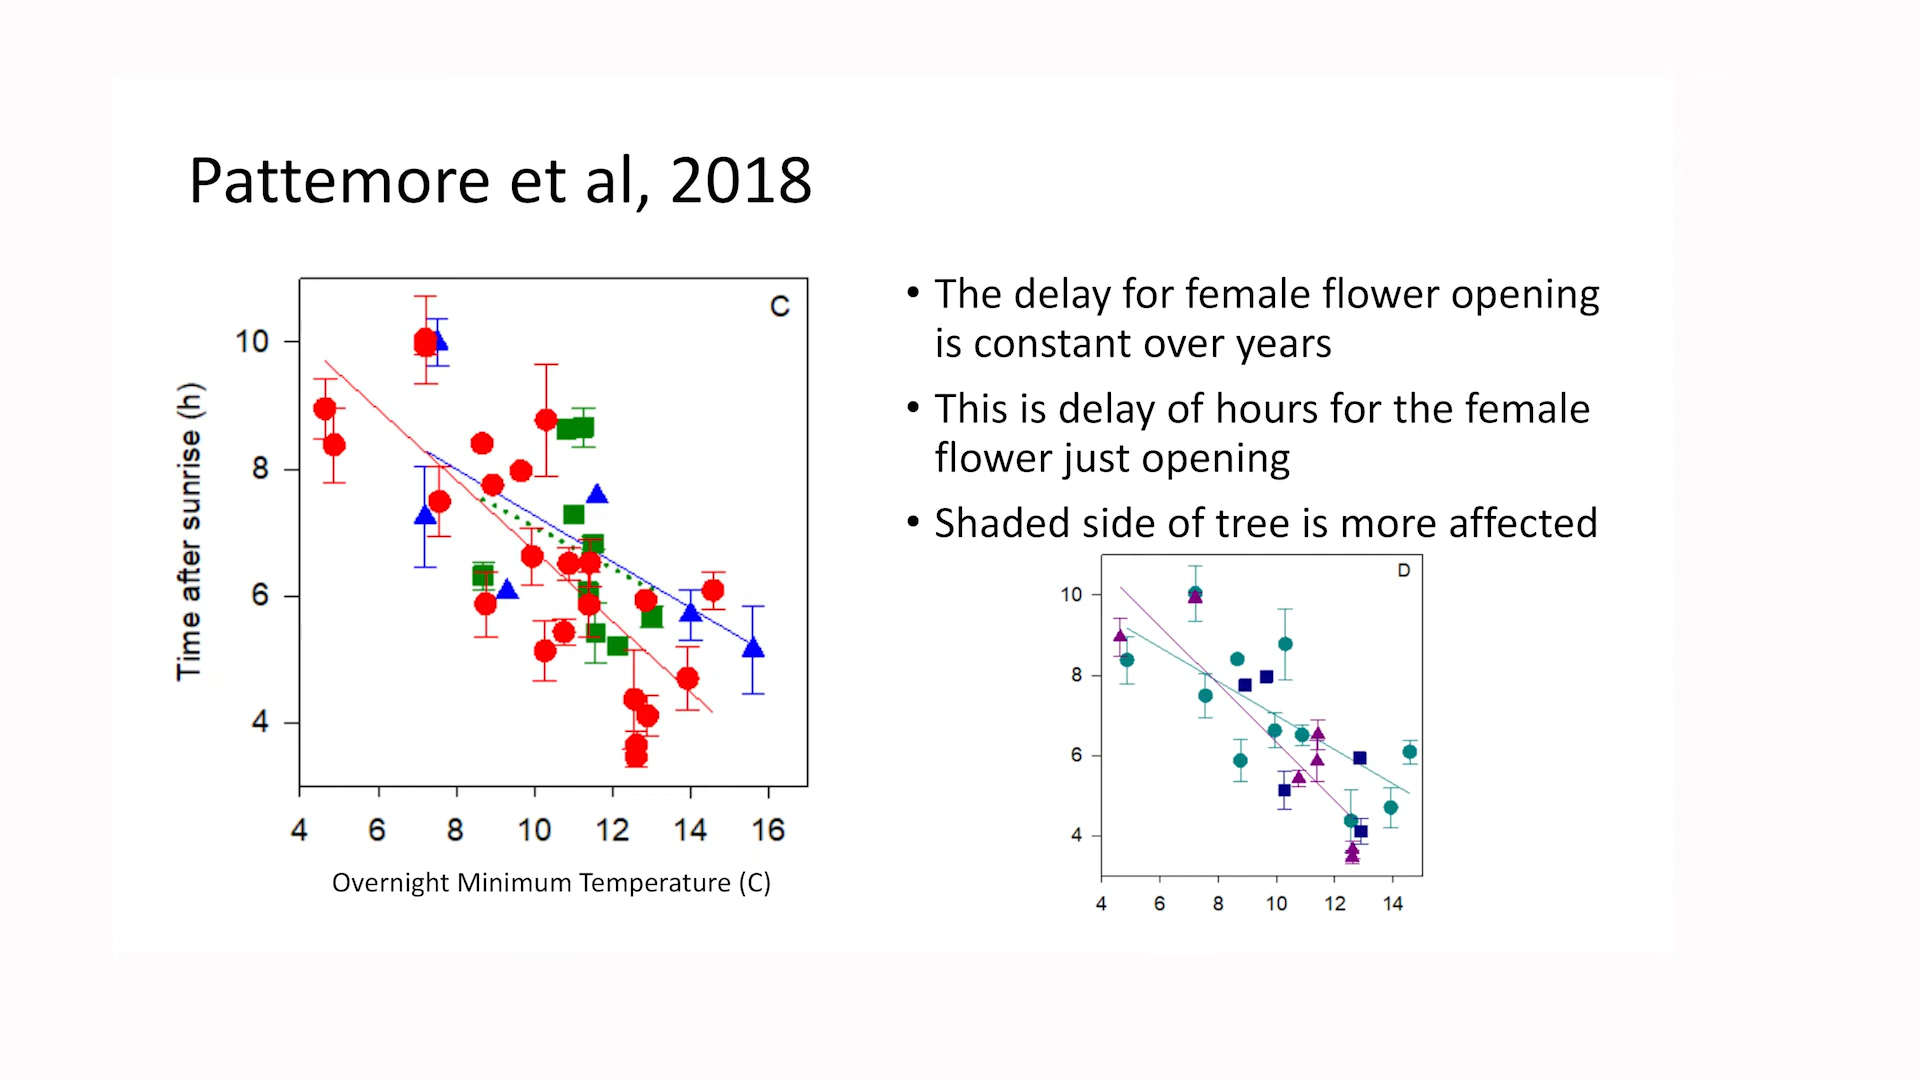 Pattemore et al, 2018
C
10
8
6
4
Time after sunrise (h)
4 6 8 10 12 14 16
Overnight Minimum Temperature (C)
• The delay for female flower opening
is constant over years
• This is delay of hours for the female
flower just opening
• Shaded side of tree is more affected
D
10
8
6
4
4 6 8 10 12 14